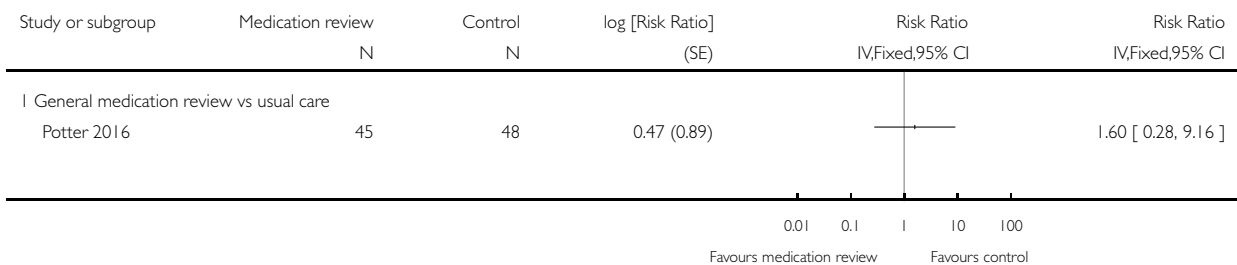 Study or subgroup Medication review Control log [Risk Ratio] Risk Ratio Risk Ratio
N N (SE) IV,Fixed,95% CI IV,Fixed,95% CI
1 General medication review vs usual care
Potter 2016 45 48 0.47 (0.89) 1.60 [ 0.28, 9.16 ]
0.01 0.1 1 10 100
Favours medication review Favours control